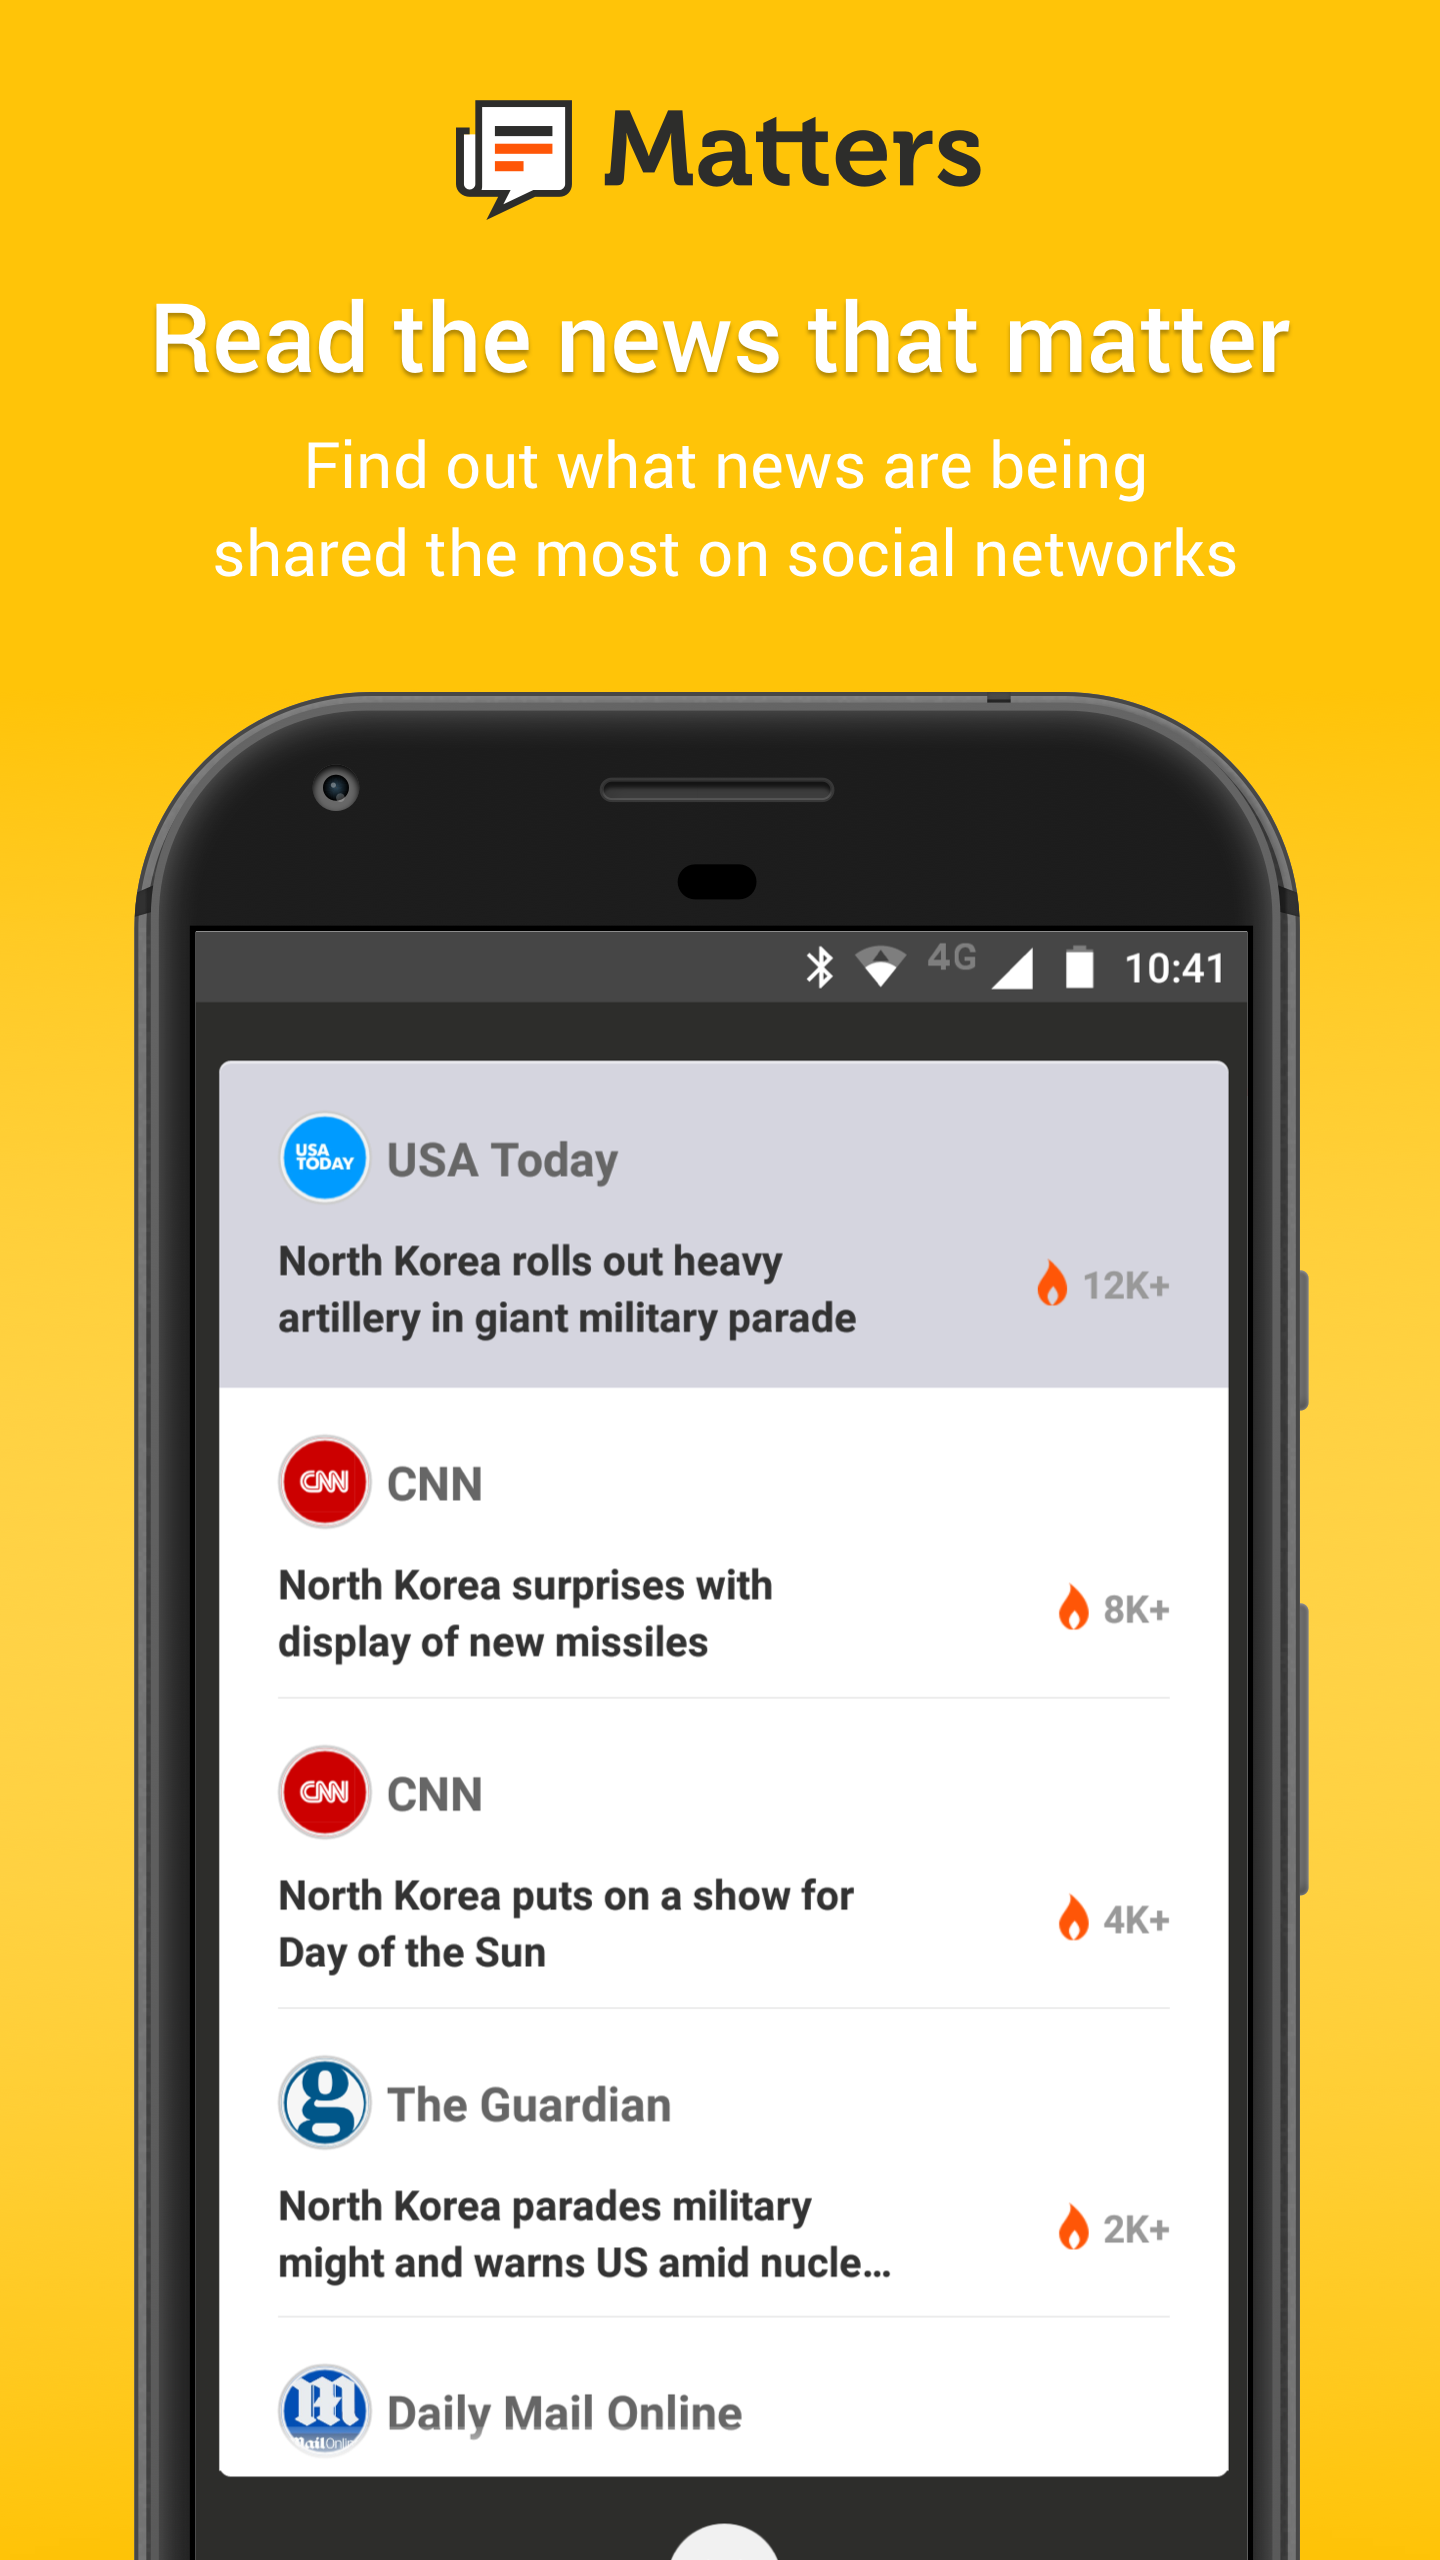 Matters
Read the news that matter
Find out what news are being
shared the most on social networks
4G 10:41
USA
TODAY
USA Today
North Korea rolls out heavy
artillery in giant military parade
12K+
CNN
CNN
North Korea surprises with
display of new missiles
8K+
CNN
CNN
North Korea puts on a show for
Day of the Sun
4K+
g
The Guardian
North Korea parades military
might and warns US amid nucle...
2K+
M
Daily Mail Online